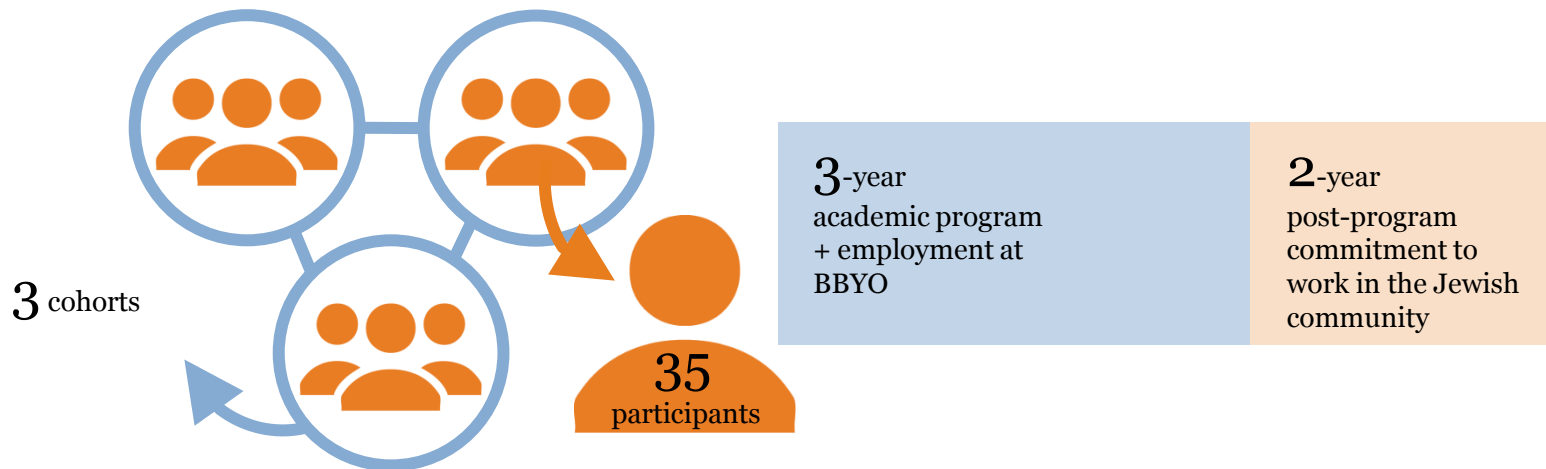 3 cohorts
35
participants
3-year
academic program
+ employment at
BBYO
2-year
post-program
commitment to
work in the Jewish
community